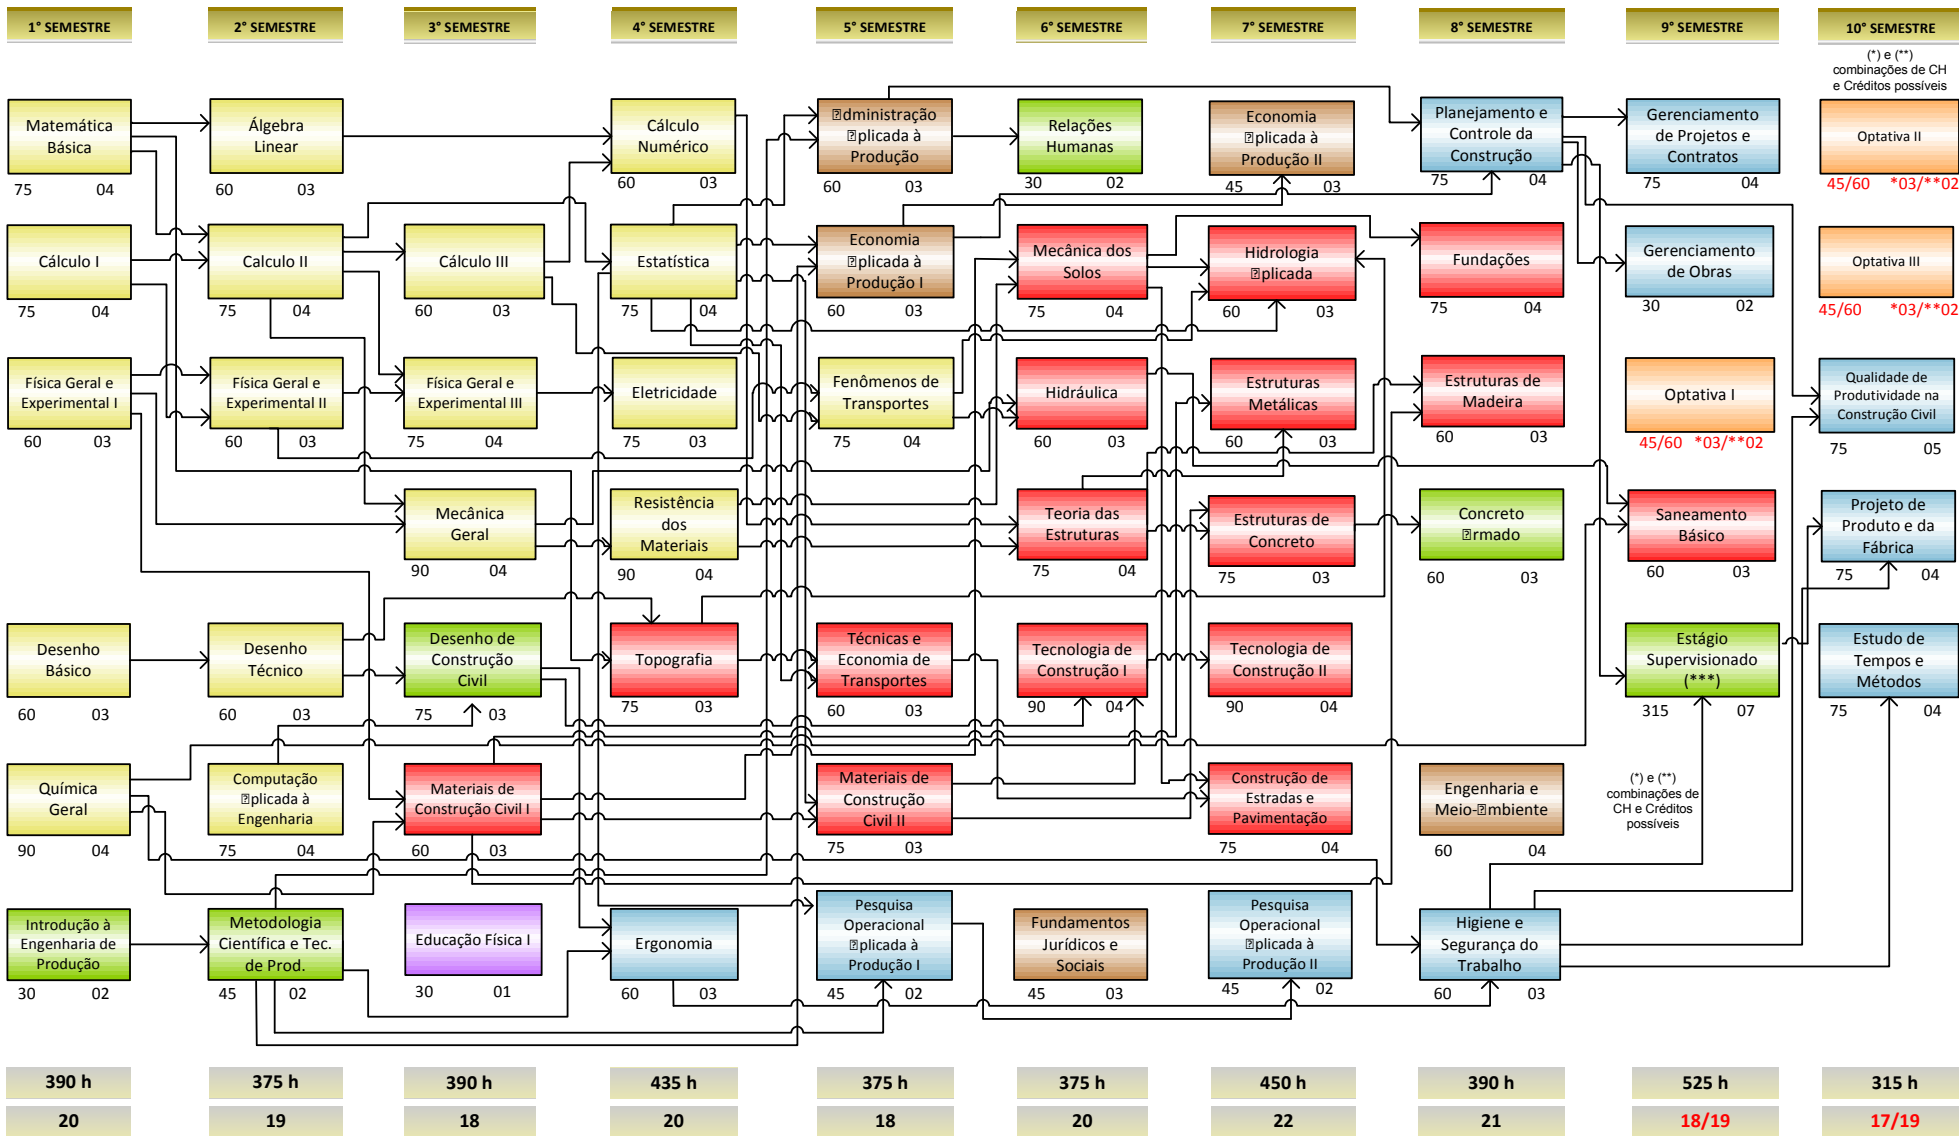 1° SEMESTRE
2° SEMESTRE
3° SEMESTRE
4° SEMESTRE
5° SEMESTRE
6° SEMESTRE
7° SEMESTRE
8° SEMESTRE
9° SEMESTRE
10° SEMESTRE
(*) e (**)
combinações de CH
e Créditos possíveis
Matemática
Básica
75 04
Álgebra
Linear
60 03
Cálculo
Numérico
60 03
dministração
plicada à
Produção
60 03
Relações
Humanas
30 02
Economia
plicada à
Produção II
45 03
Planejamento e
Controle da
Construção
75 04
Gerenciamento
de Projetos e
Contratos
75 04
Optativa II
45/60 *03/**02
Cálculo I
75 04
Calculo II
75 04
Cálculo III
60 03
Estatística
75 04
Economia
plicada à
Produção I
60 03
Mecânica dos
Solos
75 04
Hidrologia
plicada
60 03
Fundações
75 04
Gerenciamento
de Obras
30 02
Optativa III
45/60 *03/**02
Física Geral e
Experimental I
60 03
Física Geral e
Experimental II
60 03
Física Geral e
Experimental III
75 04
Eletricidade
75 03
Fenômenos de
Transportes
75 04
Hidráulica
60 03
Estruturas
Metálicas
60 03
Estruturas de
Madeira
60 03
Optativa I
45/60 *03/**02
Qualidade de
Produtividade na
Construção Civil
75 05
Mecânica
Geral
90 04
Resistência
dos
Materiais
90 04
Teoria das
Estruturas
75 04
Estruturas de
Concreto
75 03
Concreto
rmado
60 03
Saneamento
Básico
60 03
Projeto de
Produto e da
Fábrica
75 04
Desenho
Básico
60 03
Desenho
Técnico
60 03
Desenho de
Construção
Civil
75 03
Topografia
75 03
Técnicas e
Economia de
Transportes
60 03
Tecnologia de
Construção I
90 04
Tecnologia de
Construção II
90 04
Estágio
Supervisionado
(***)
315 07
Estudo de
Tempos e
Métodos
75 04
Química
Geral
90 04
Computação
plicada à
Engenharia
75 04
Materiais de
Construção Civil I
60 03
Materiais de
Construção
Civil II
75 03
Construção de
Estradas e
Pavimentação
75 04
Engenharia e
Meio-mbiente
60 04
(*) e (**)
combinações de
CH e Créditos
possíveis
Introdução à
Engenharia de
Produção
30 02
Metodologia
Científica e Tec.
de Prod.
45 02
Educação Física I
30 01
Ergonomia
60 03
Pesquisa
Operacional
plicada à
Produção I
45 02
Fundamentos
Jurídicos e
Sociais
45 03
Pesquisa
Operacional
plicada à
Produção II
45 02
Higiene e
Segurança do
Trabalho
60 03
390 h
375 h
390 h
435 h
375 h
375 h
450 h
390 h
525 h
315 h
20
19
18
20
18
20
22
21
18/19
17/19